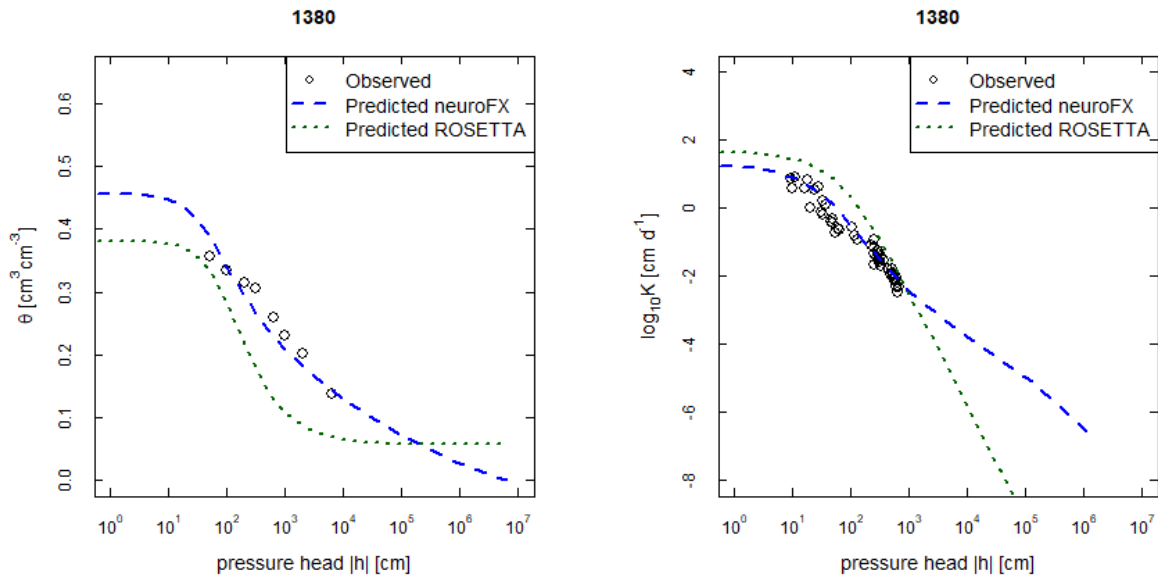 1380
Observed
Predicted neuroFX
Predicted ROSETTA
θ [cm³ cm⁻³]
0.6
0.5
0.4
0.3
0.2
0.1
0.0
10⁰ 10¹ 10² 10³ 10⁴ 10⁵ 10⁶ 10⁷
pressure head |h| [cm]
1380
Observed
Predicted neuroFX
Predicted ROSETTA
log₁₀K [cm d⁻¹]
4
2
0
-2
-4
-6
-8
10⁰ 10¹ 10² 10³ 10⁴ 10⁵ 10⁶ 10⁷
pressure head |h| [cm]